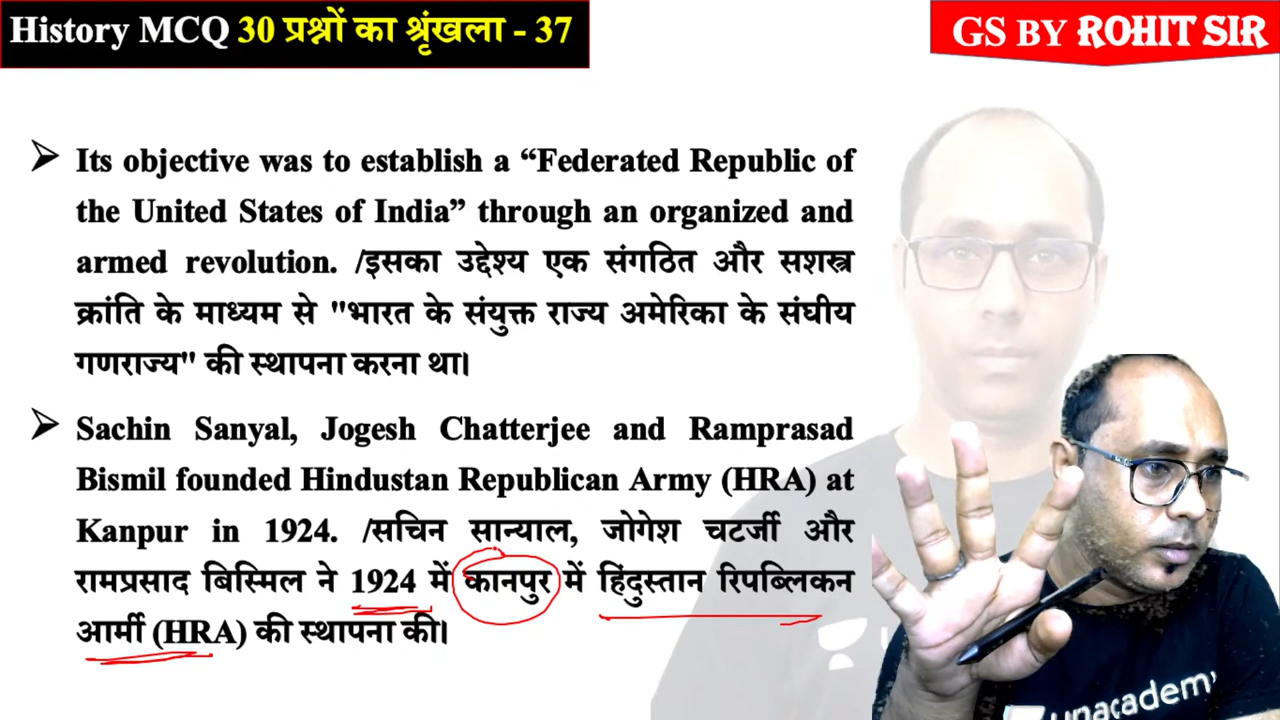 History MCQ 30 प्रश्नों का श्रृंखला - 37
GS BY ROHIT SIR
➢ Its objective was to establish a “Federated Republic of
the United States of India” through an organized and
armed revolution. /इसका उद्देश्य एक संगठित और सशस्त्र
क्रांति के माध्यम से "भारत के संयुक्त राज्य अमेरिका के संघीय
गणराज्य" की स्थापना करना था।
➢ Sachin Sanyal, Jogesh Chatterjee and Ramprasad
Bismil founded Hindustan Republican Army (HRA) at
Kanpur in 1924. /सचिन सान्याल, जोगेश चटर्जी और
रामप्रसाद बिस्मिल ने 1924 में कानपुर में हिंदुस्तान रिपब्लिकन
आर्मी (HRA) की स्थापना की।
unacademy